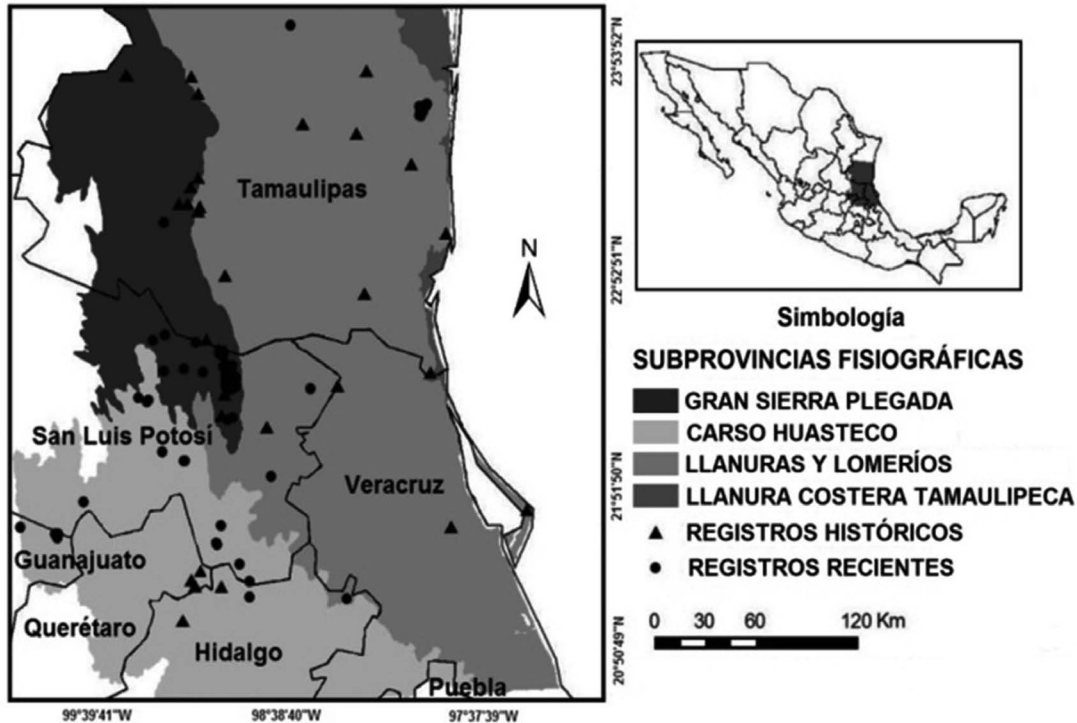 Tamaulipas
San Luis Potosí
Veracruz
Guanajuato
Querétaro
Hidalgo
Puebla
99°39'41"W
98°38'40"W
97°37'39"W
23°53'52"N
22°52'51"N
21°51'50"N
20°50'49"N
N
Simbología
SUBPROVINCIAS FISIOGRÁFICAS
GRAN SIERRA PLEGADA
CARSO HUASTECO
LLANURAS Y LOMERÍOS
LLANURA COSTERA TAMAULIPECA
REGISTROS HISTÓRICOS
REGISTROS RECIENTES
0 30 60 120 Km